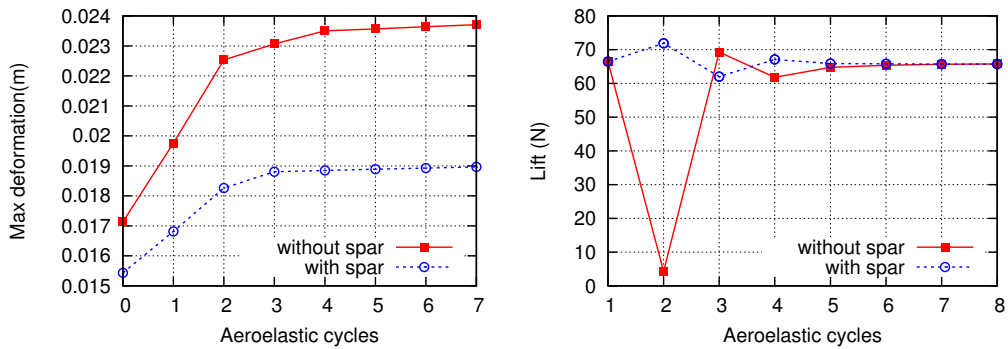 Max deformation(m)
0.024
0.023
0.022
0.021
0.02
0.019
0.018
0.017
0.016
0.015
without spar
with spar
0 1 2 3 4 5 6 7
Aeroelastic cycles
Lift (N)
80
70
60
50
40
30
20
10
0
without spar
with spar
1 2 3 4 5 6 7 8
Aeroelastic cycles